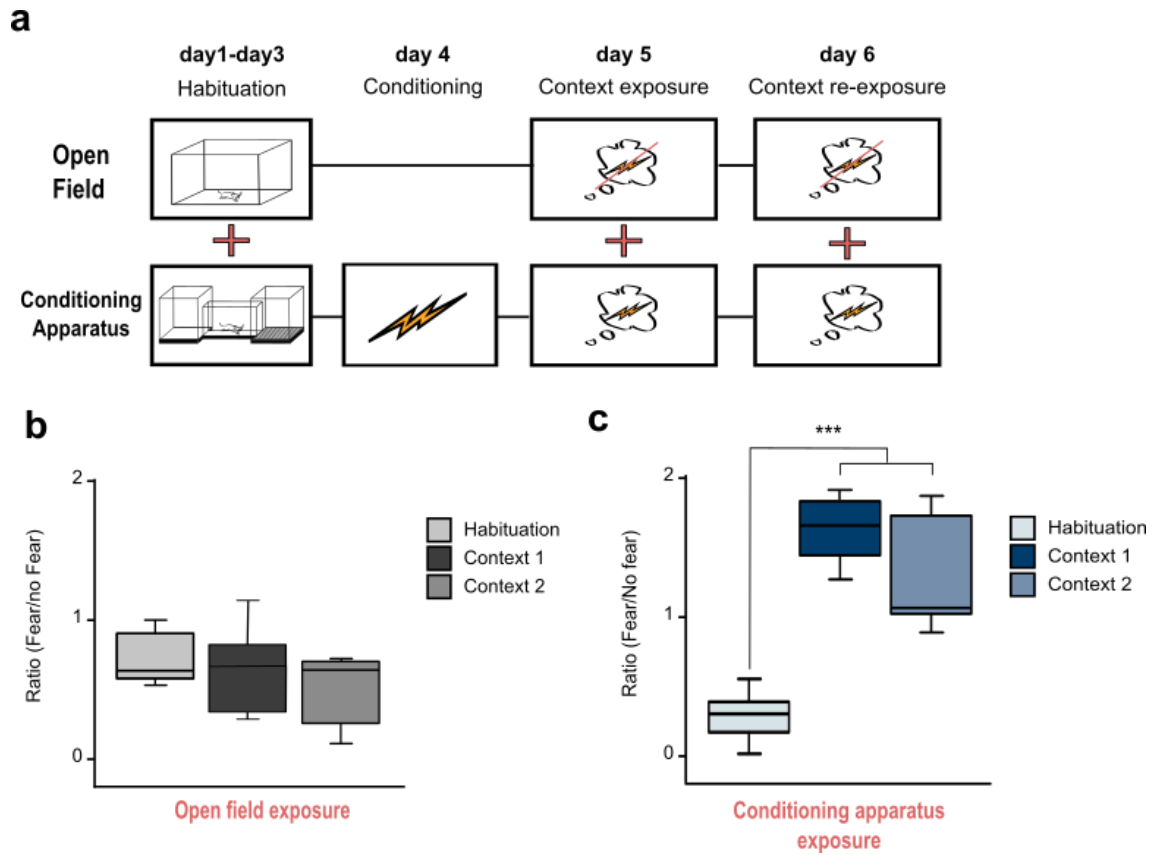 a
day1-day3
day 4
day 5
day 6
Habituation
Conditioning
Context exposure
Context re-exposure
Open
Field
Conditioning
Apparatus
b
2
1
0
Ratio (Fear/no Fear)
Habituation
Context 1
Context 2
Open field exposure
c
***
2
1
0
Ratio (Fear/No fear)
Habituation
Context 1
Context 2
Conditioning apparatus
exposure